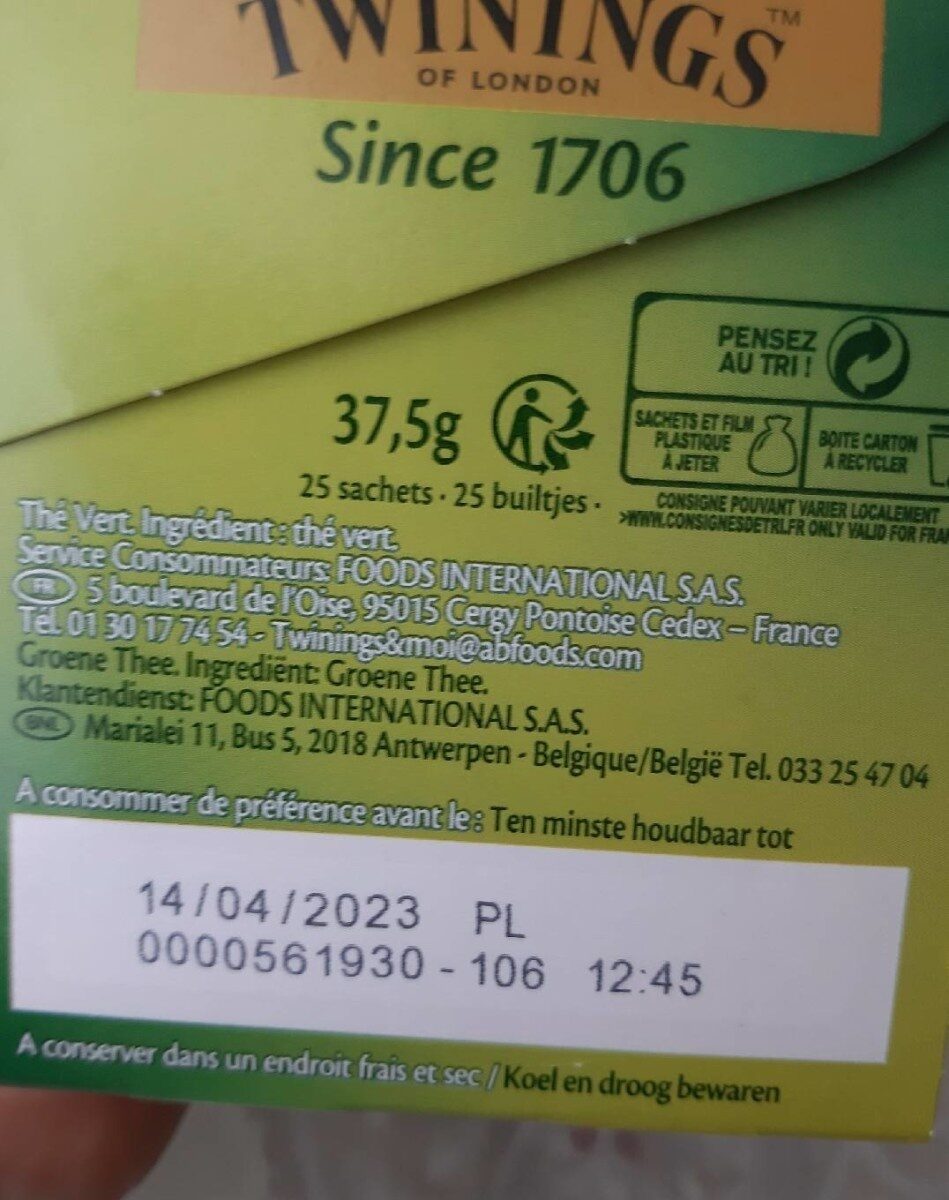 TWININGS™
OF LONDON
Since 1706
PENSEZ
AU TRI !
37,5g
SACHETS ET FILM
PLASTIQUE
À JETER
BOITE CARTON
À RECYCLER
25 sachets · 25 builtjes ·
CONSIGNE POUVANT VARIER LOCALEMENT
>WWW.CONSIGNESDETRI.FR ONLY VALID FOR
Thé Vert. Ingrédient : thé vert.
Service Consommateurs: FOODS INTERNATIONAL S.A.S.
FR 5 boulevard de l'Oise, 95015 Cergy Pontoise Cedex – France
Tél. 01 30 17 74 54 - Twinings&moi@abfoods.com
Groene Thee. Ingrediënt: Groene Thee.
Klantendienst: FOODS INTERNATIONAL S.A.S.
BNL Marialei 11, Bus 5, 2018 Antwerpen - Belgique/België Tel. 033 25 47 04
A consommer de préférence avant le : Ten minste houdbaar tot
14/04/2023 PL
0000561930 - 106 12:45
A conserver dans un endroit frais et sec / Koel en droog bewaren